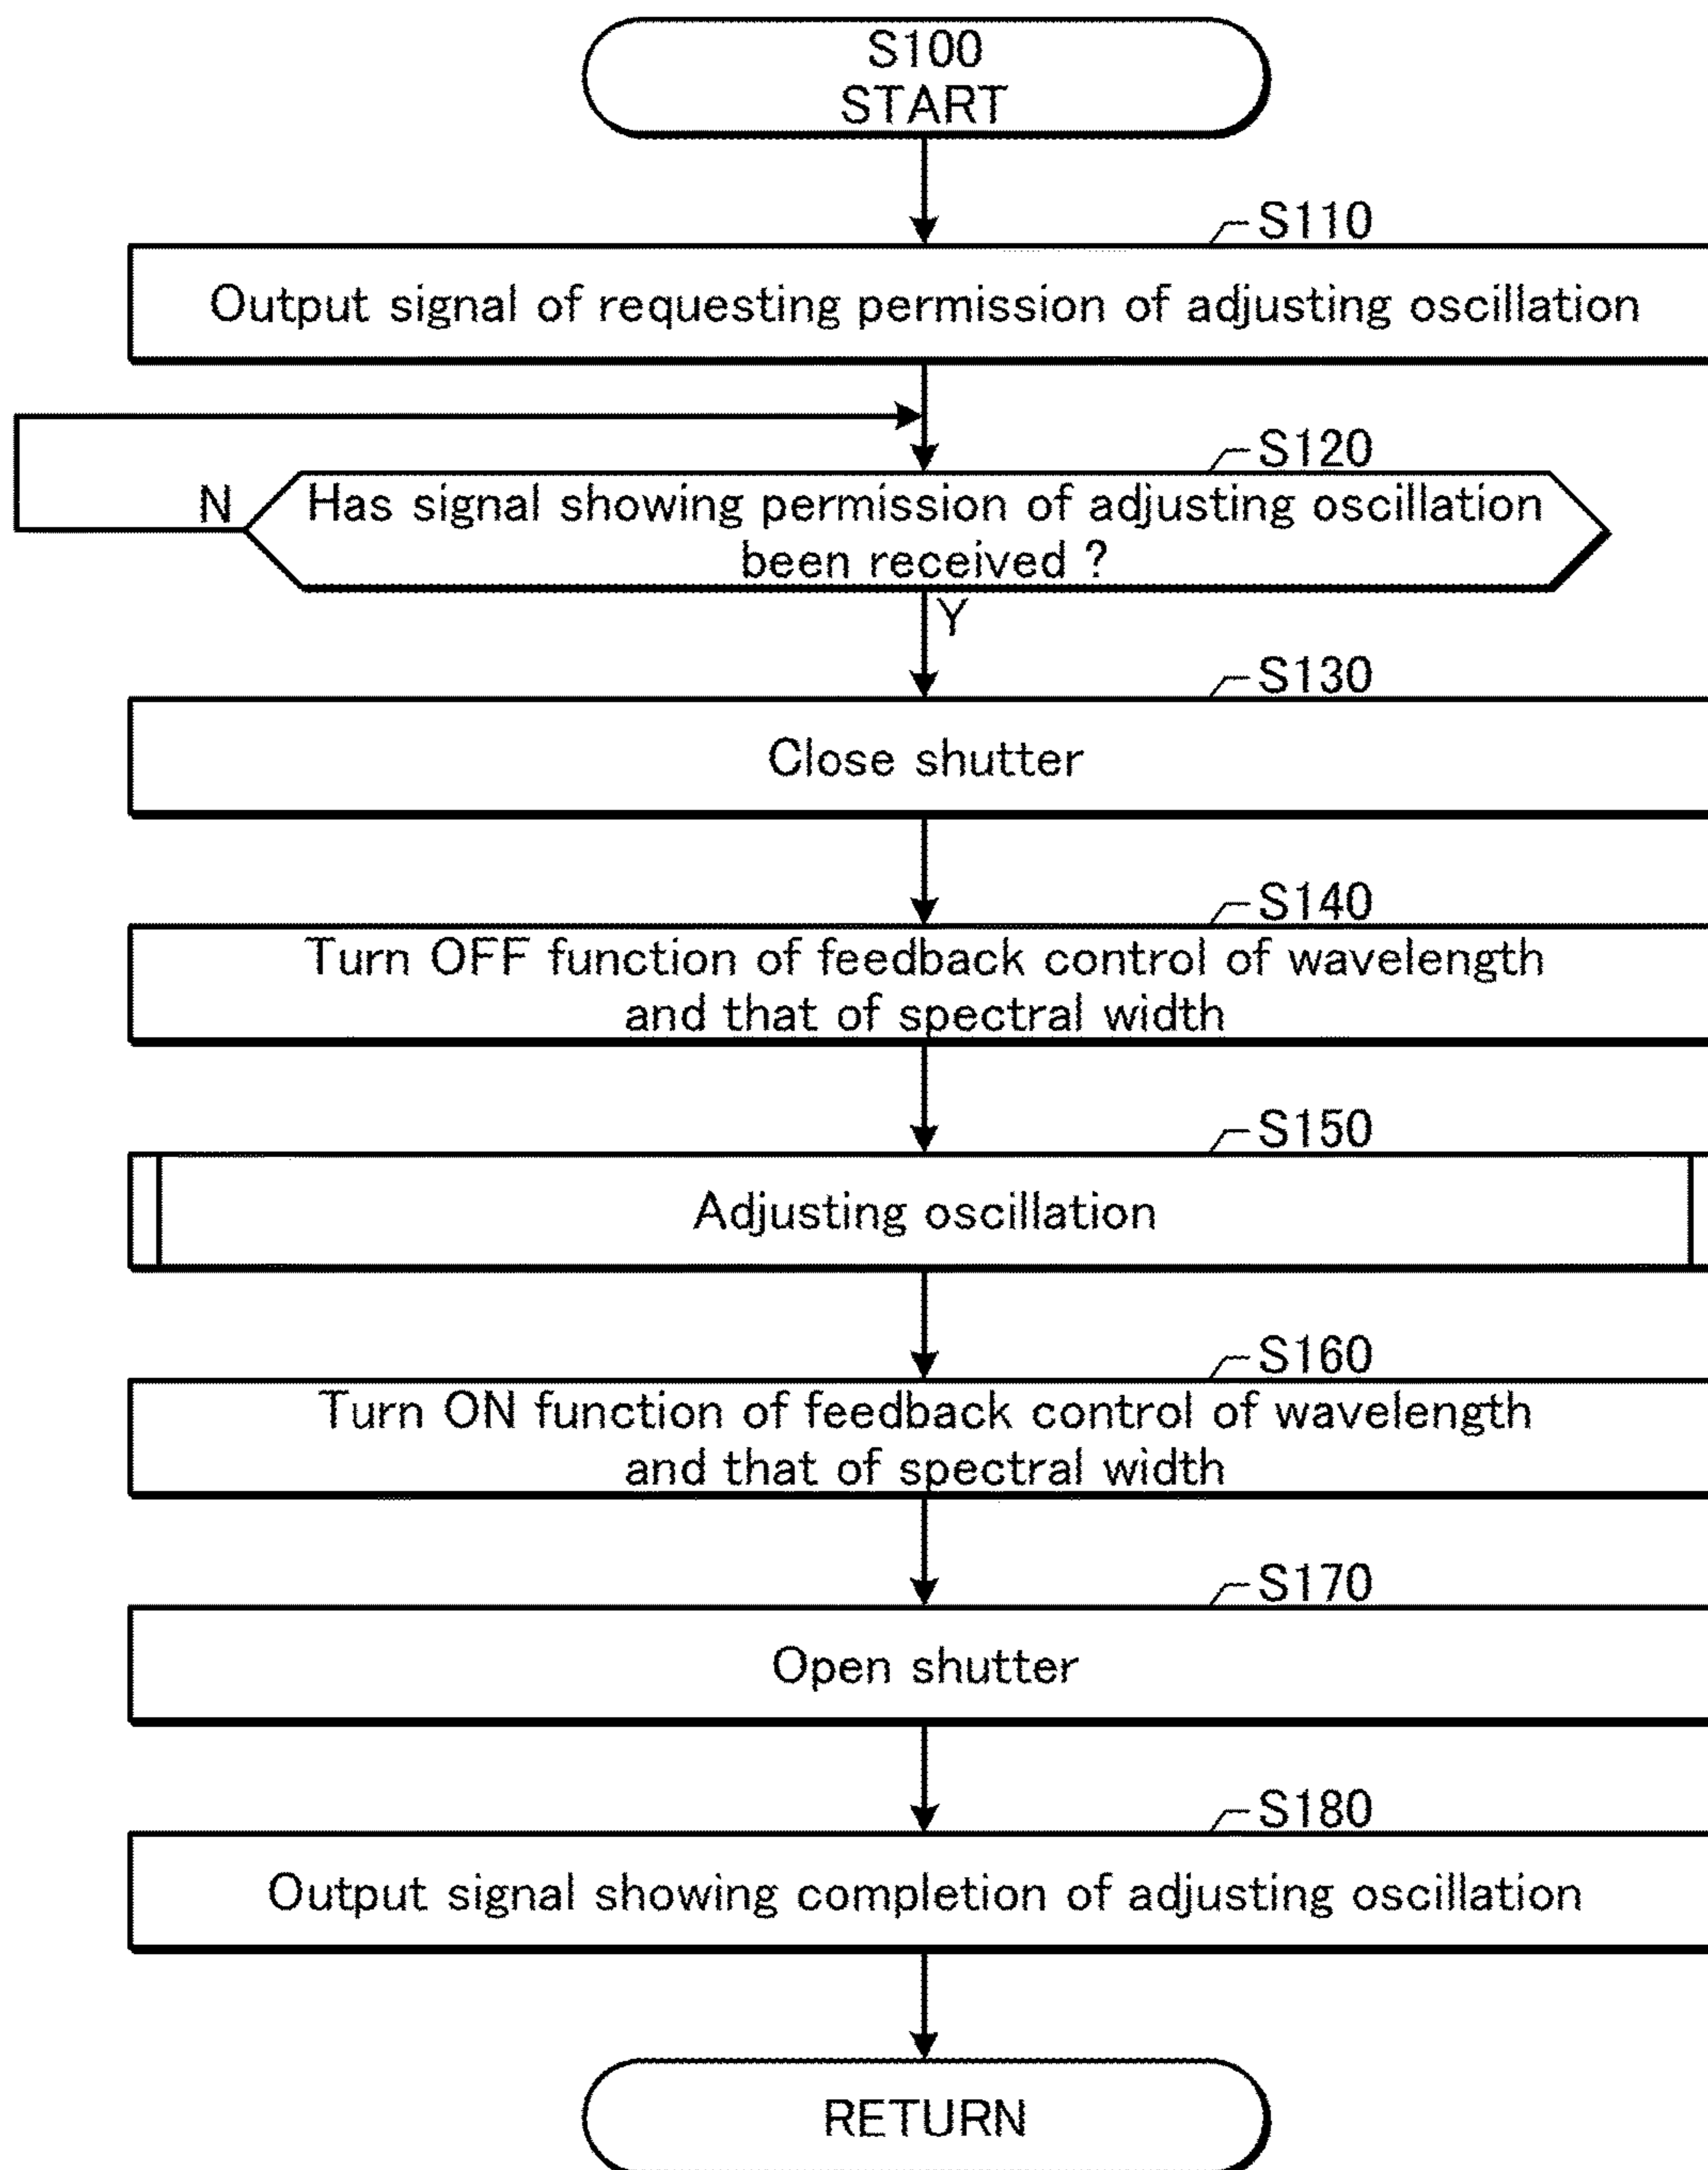 S100
START
S110
Output signal of requesting permission of adjusting oscillation
S120
N
Has signal showing permission of adjusting oscillation
been received ?
Y
S130
Close shutter
S140
Turn OFF function of feedback control of wavelength
and that of spectral width
S150
Adjusting oscillation
S160
Turn ON function of feedback control of wavelength
and that of spectral width
S170
Open shutter
S180
Output signal showing completion of adjusting oscillation
RETURN